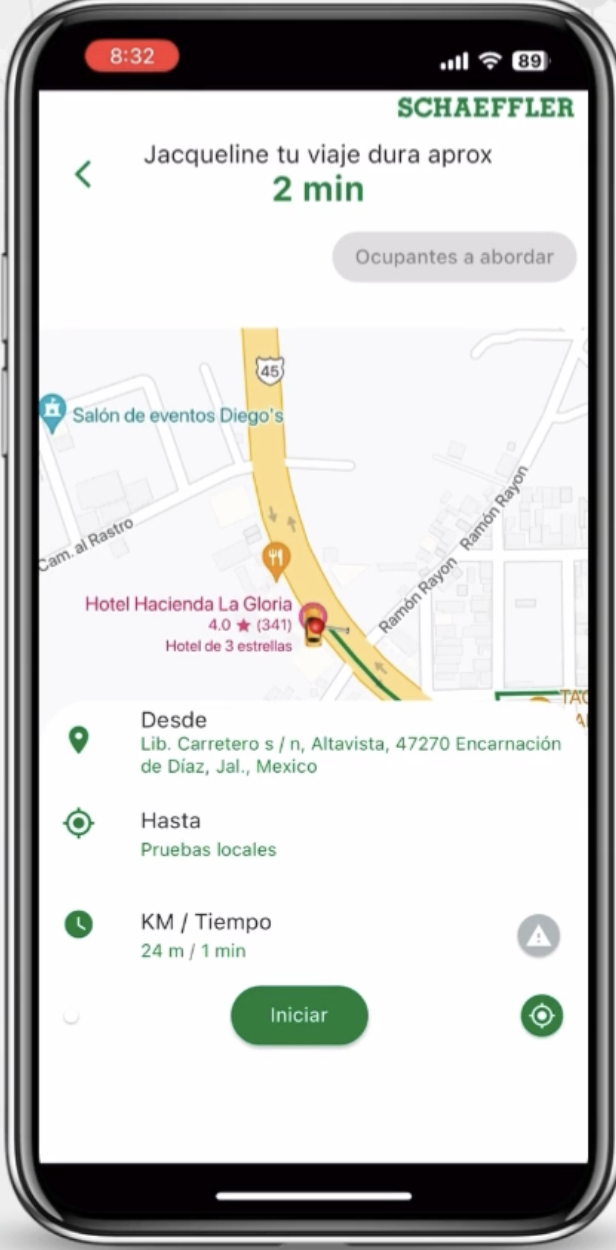 8:32
89
SCHAEFFLER
Jacqueline tu viaje dura aprox
2 min
Ocupantes a abordar
45
Salón de eventos Diego's
Cam. al Rastro
Ramón Rayon
Ramón Rayon
Hotel Hacienda La Gloria
4.0 ★ (341)
Hotel de 3 estrellas
Desde
Lib. Carretero s / n, Altavista, 47270 Encarnación
de Díaz, Jal., Mexico
Hasta
Pruebas locales
KM / Tiempo
24 m / 1 min
Iniciar